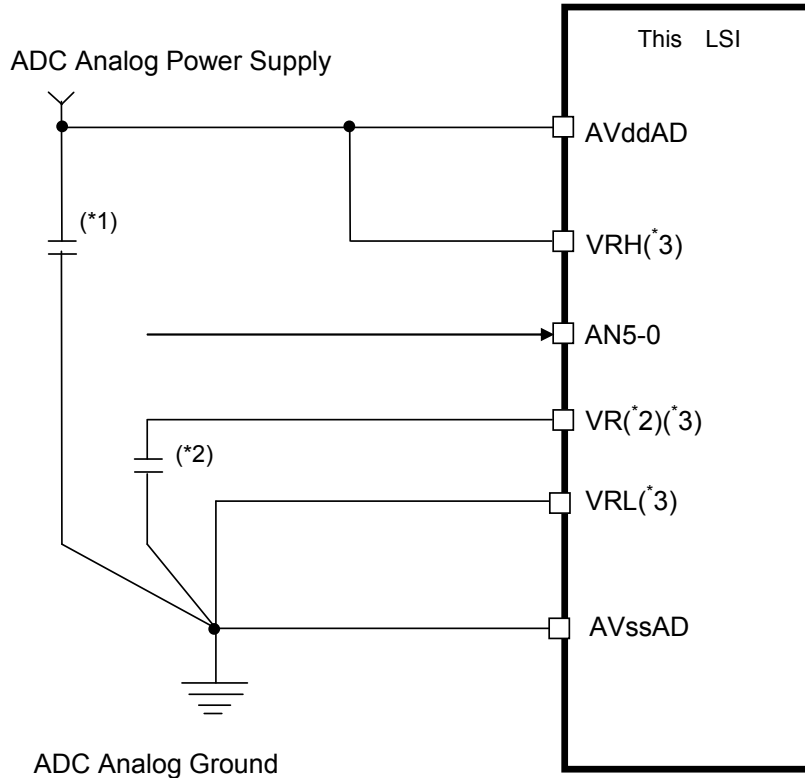 This LSI
ADC Analog Power Supply
AVddAD
(*1)
VRH(*3)
AN5-0
VR(*2)(*3)
(*2)
VRL(*3)
AVssAD
ADC Analog Ground